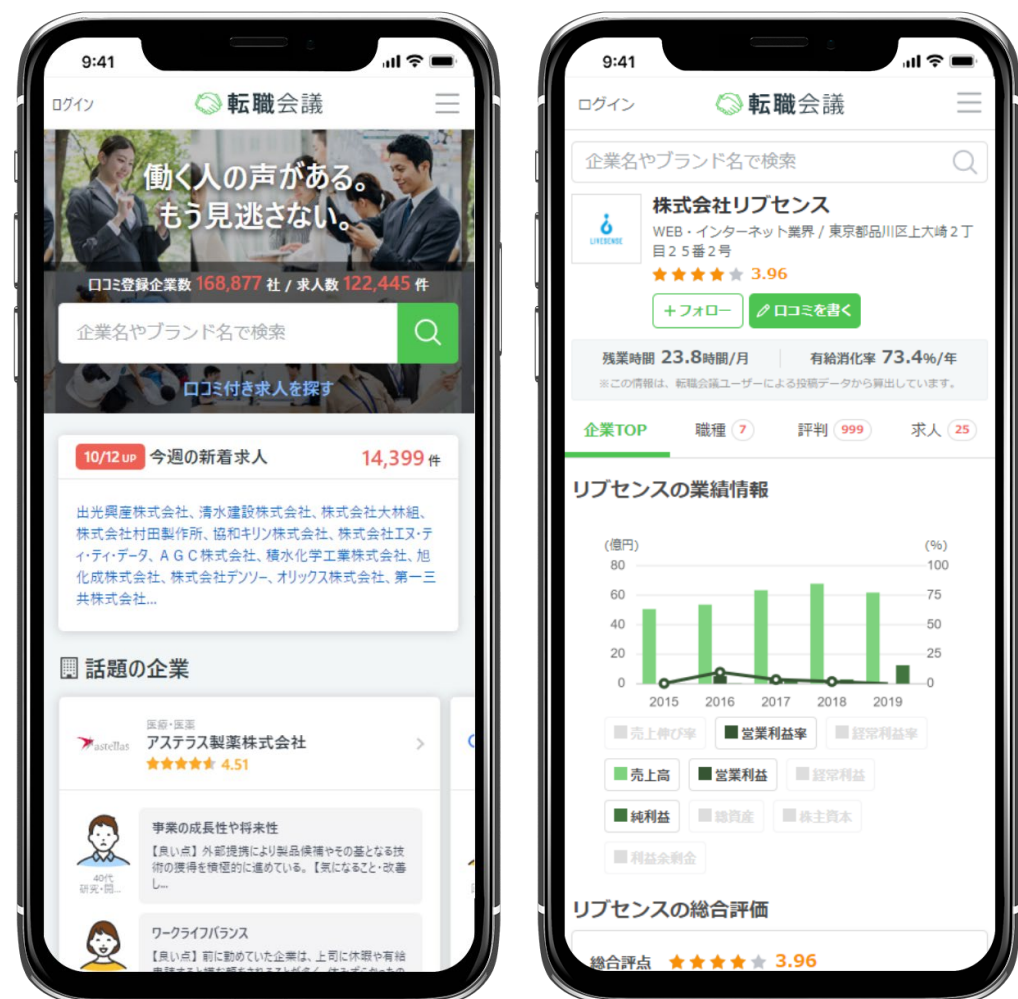 9:41
ログイン
転職会議
働く人の声がある。
もう見逃さない。
口コミ登録企業数 168,877 社 / 求人数 122,445 件
企業名やブランド名で検索
口コミ付き求人を探す
10/12 UP 今週の新着求人 14,399 件
出光興産株式会社、清水建設株式会社、株式会社大林組、
株式会社村田製作所、協和キリン株式会社、株式会社エヌ・テ
ィ・ティ・データ、AGC株式会社、積水化学工業株式会社、旭
化成株式会社、株式会社デンソー、オリックス株式会社、第一三
共株式会社...
話題の企業
医療・医薬
astellas アステラス製薬株式会社
4.51
事業の成長性や将来性
【良い点】外部提携により製品候補やその基となる技
術の獲得を積極的に進めている。【気になること・改善
し...
40代
研究・開...
ワークライフバランス
【良い点】前に勤めていた企業は、上司に休暇や有給
9:41
ログイン
転職会議
企業名やブランド名で検索
LIVESENSE
株式会社リブセンス
WEB・インターネット業界 / 東京都品川区上大崎2丁
目25番2号
3.96
+フォロー
口コミを書く
残業時間 23.8時間/月
有給消化率 73.4%/年
※この情報は、転職会議ユーザーによる投稿データから算出しています。
企業TOP 職種 7 評判 999 求人 25
リブセンスの業績情報
(億円) (%)
80 100
60 75
40 50
20 25
0 0
2015 2016 2017 2018 2019
売上伸び率 営業利益率 経常利益率
売上高 営業利益 経常利益
純利益 総資産 株主資本
利益余剰金
リブセンスの総合評価
総合評点 3.96